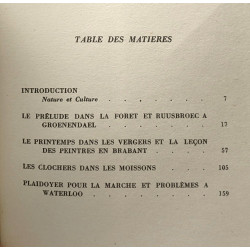 TABLE DES MATIERES
INTRODUCTION
Nature et Culture . . . . . . . 7
LE PRÉLUDE DANS LA FORET ET RUUSBROEC A
GROENENDAEL . . . . . . . 17
LE PRINTEMPS DANS LES VERGERS ET LA LEÇON
DES PEINTRES EN BRABANT . . . . 57
LES CLOCHERS DANS LES MOISSONS . . . 105
PLAIDOYER POUR LA MARCHE ET PROBLÈMES A
WATERLOO . . . . . . . 159